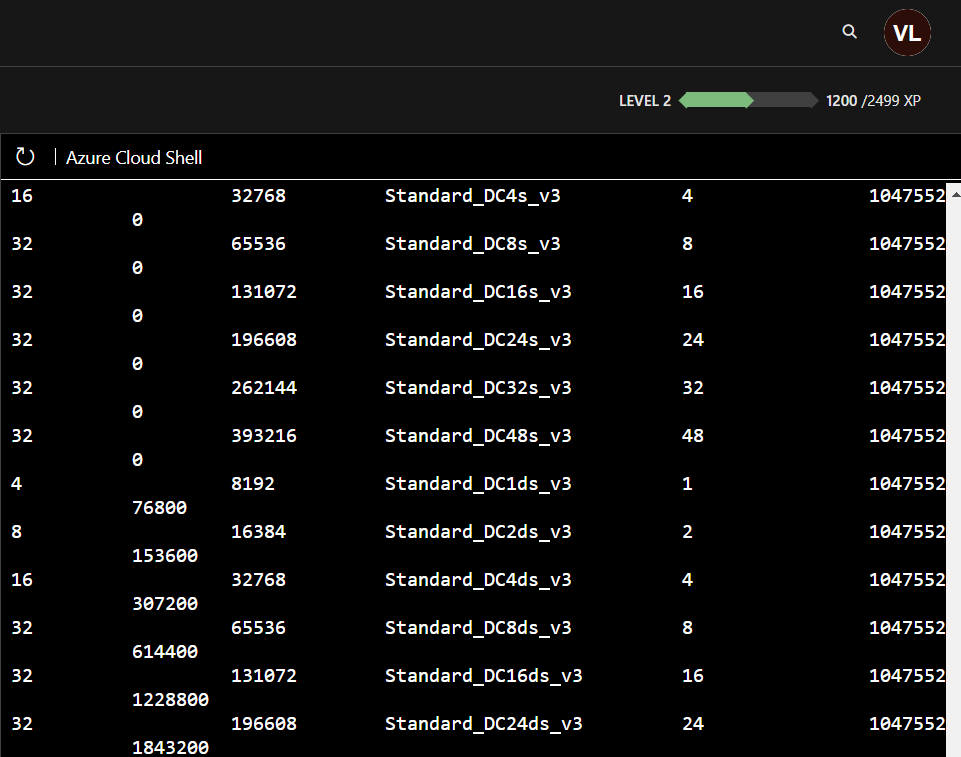 VL
LEVEL 2 1200 /2499 XP
Azure Cloud Shell
16 32768 Standard_DC4s_v3 4 1047552
0
32 65536 Standard_DC8s_v3 8 1047552
0
32 131072 Standard_DC16s_v3 16 1047552
0
32 196608 Standard_DC24s_v3 24 1047552
0
32 262144 Standard_DC32s_v3 32 1047552
0
32 393216 Standard_DC48s_v3 48 1047552
0
4 8192 Standard_DC1ds_v3 1 1047552
76800
8 16384 Standard_DC2ds_v3 2 1047552
153600
16 32768 Standard_DC4ds_v3 4 1047552
307200
32 65536 Standard_DC8ds_v3 8 1047552
614400
32 131072 Standard_DC16ds_v3 16 1047552
1228800
32 196608 Standard_DC24ds_v3 24 1047552
1843200